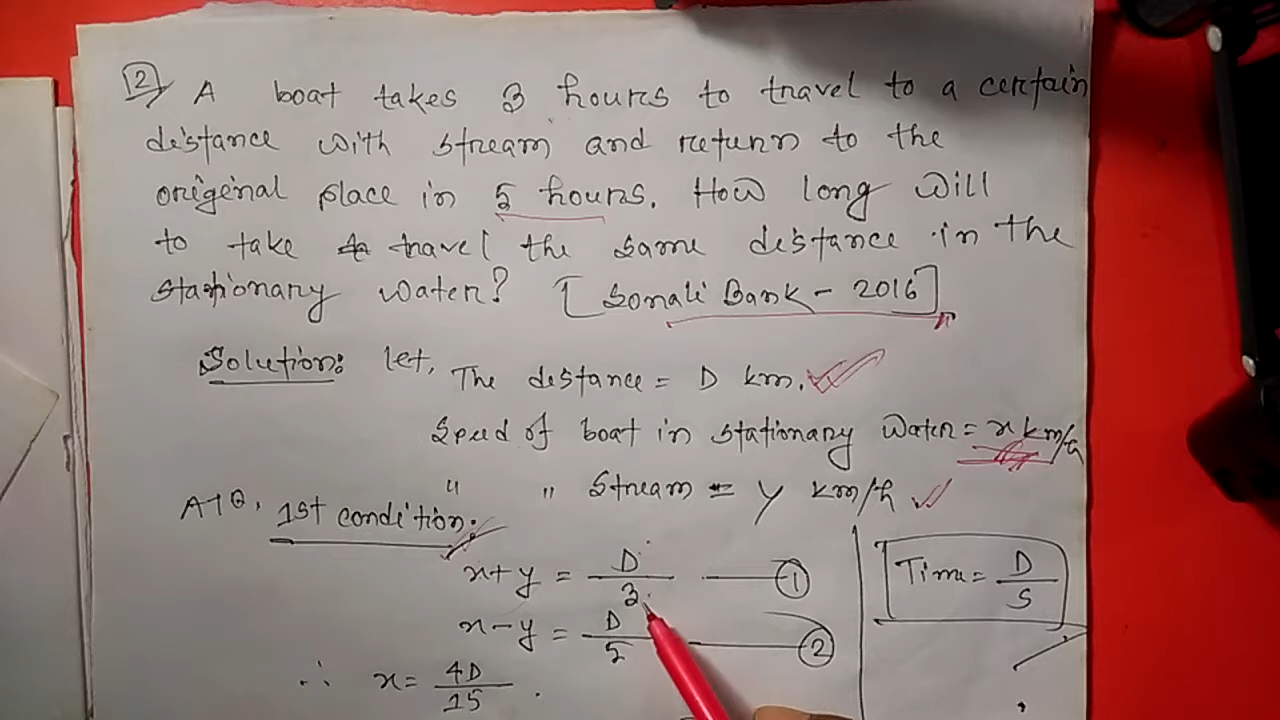 2) A boat takes 3 hours to travel to a certain
distance with stream and return to the
origenal place in 5 hours. How long will
to take travel the same distance in the
stationary water? [Sonali Bank - 2016]
Solution: let, The distance = D km.
Speed of boat in stationary water = x km/h
" " Stream = y km/h
ATQ, 1st condition:
x+y = D/3 —— 1
x-y = D/5 —— 2
∴ x = 4D/15 .
Time = D/S